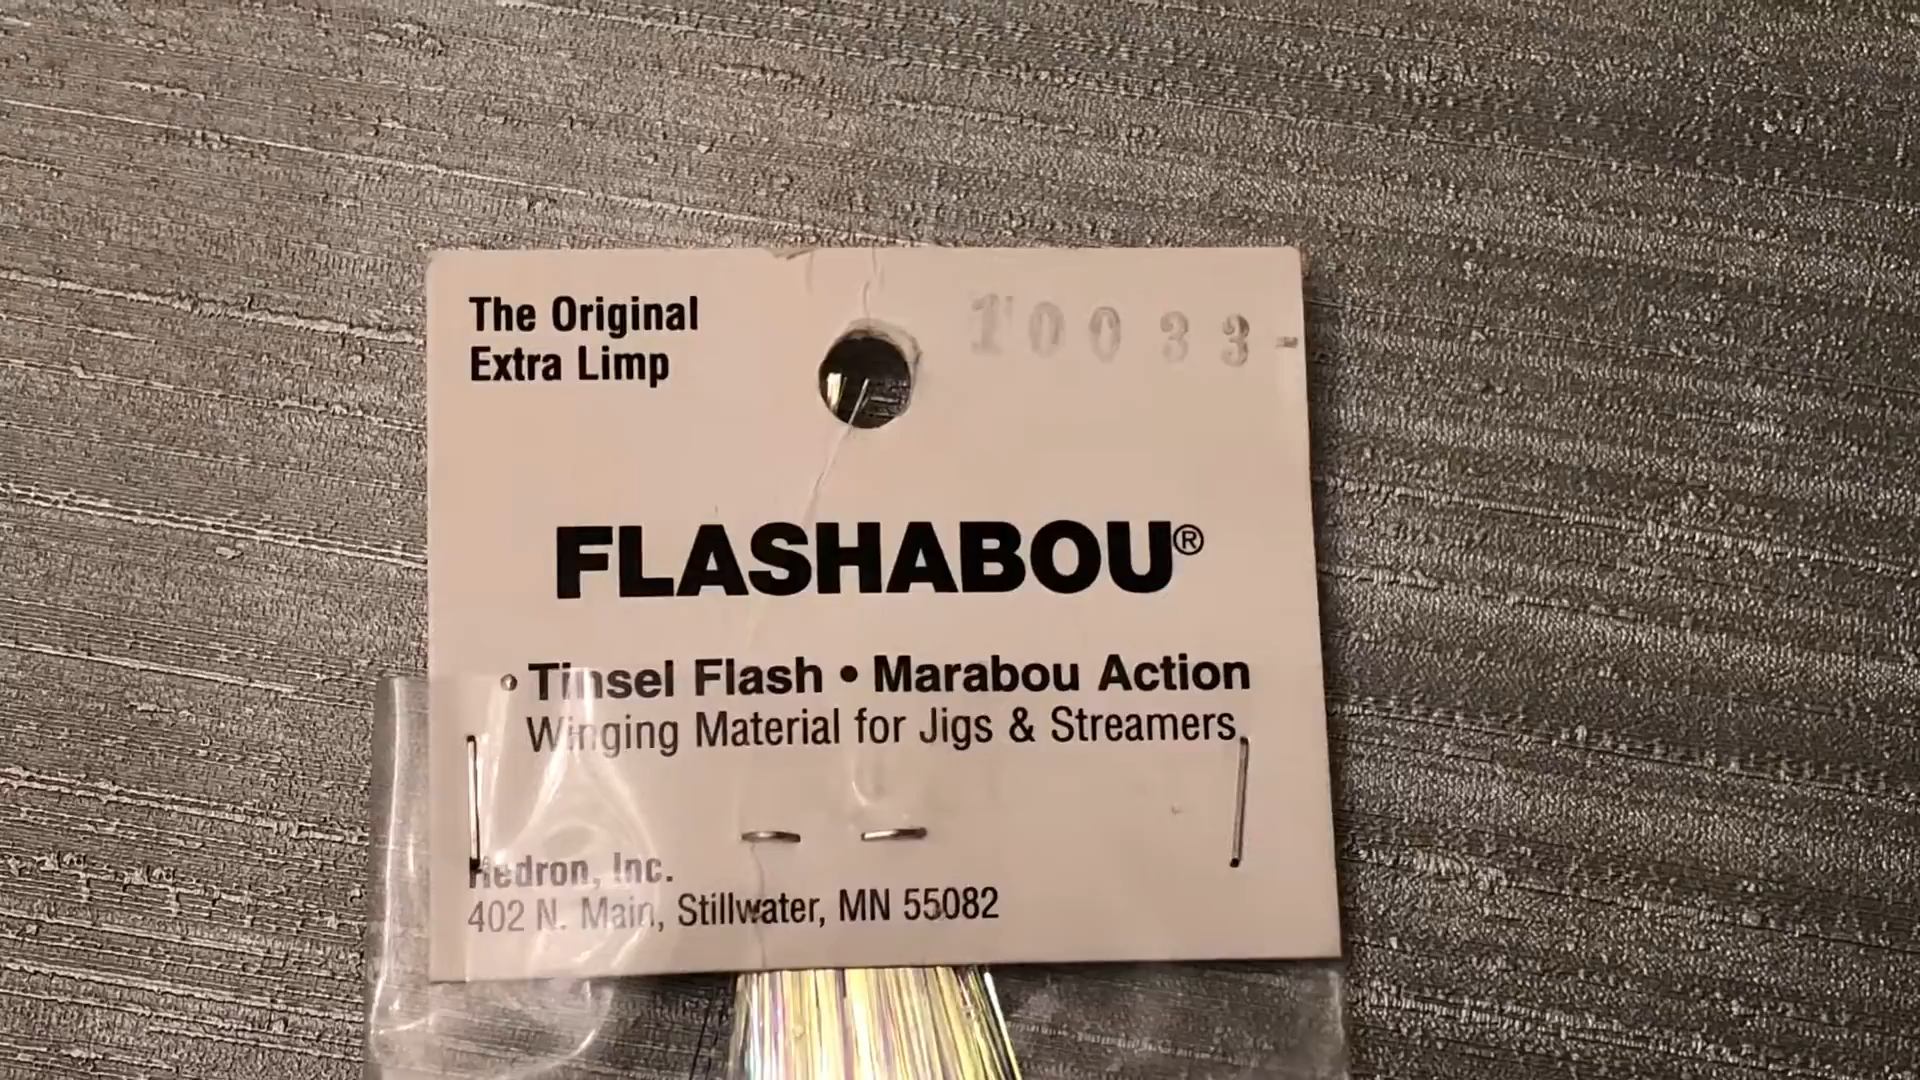 The Original
Extra Limp
10033-
FLASHABOU®
• Tinsel Flash • Marabou Action
Winging Material for Jigs & Streamers
Hedron, Inc.
402 N. Main, Stillwater, MN 55082